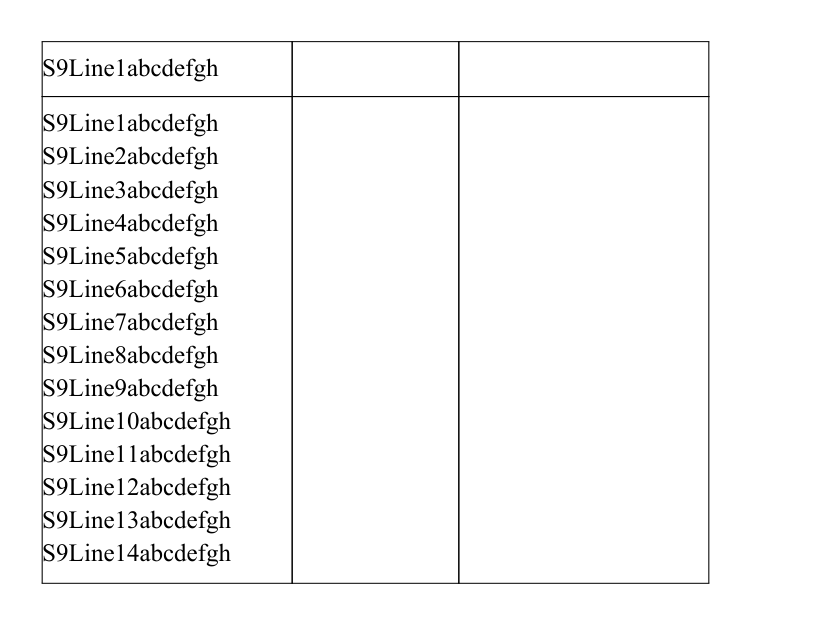 S9Line1abcdefgh
S9Line1abcdefgh
S9Line2abcdefgh
S9Line3abcdefgh
S9Line4abcdefgh
S9Line5abcdefgh
S9Line6abcdefgh
S9Line7abcdefgh
S9Line8abcdefgh
S9Line9abcdefgh
S9Line10abcdefgh
S9Line11abcdefgh
S9Line12abcdefgh
S9Line13abcdefgh
S9Line14abcdefgh